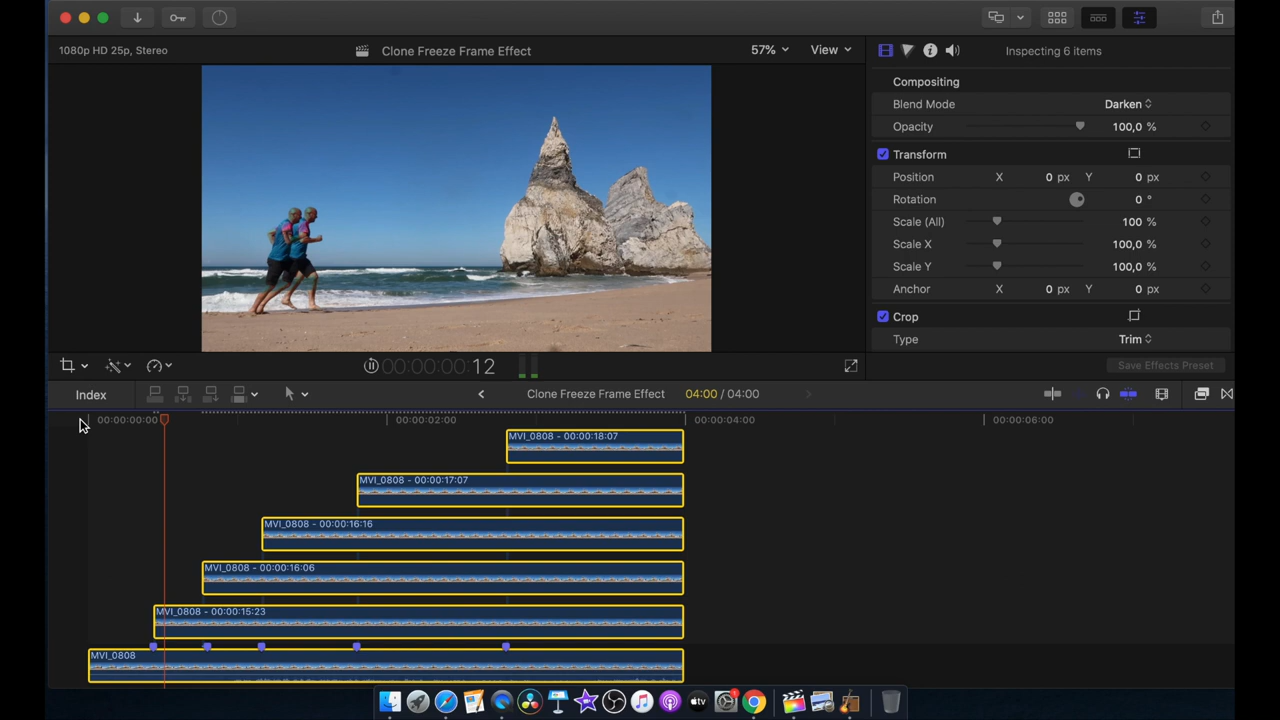 1080p HD 25p, Stereo
Clone Freeze Frame Effect
57%
View
Inspecting 6 items
Compositing
Blend Mode
Darken
Opacity
100,0 %
Transform
Position X 0 px Y 0 px
Rotation
0 °
Scale (All)
100 %
Scale X
100,0 %
Scale Y
100,0 %
Anchor X 0 px Y 0 px
Crop
Type
Trim
00:00:00:12
Save Effects Preset
Index
Clone Freeze Frame Effect
04:00 / 04:00
00:00:00:00
00:00:02:00
00:00:04:00
00:00:06:00
MVI_0808 - 00:00:18:07
MVI_0808 - 00:00:17:07
MVI_0808 - 00:00:16:16
MVI_0808 - 00:00:16:06
MVI_0808 - 00:00:15:23
MVI_0808
tv
1